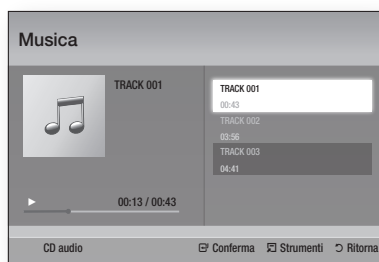 Musica
TRACK 001
00:13 / 00:43
TRACK 001
00:43
TRACK 002
03:56
TRACK 003
04:41
CD audio Conferma Strumenti Ritorna